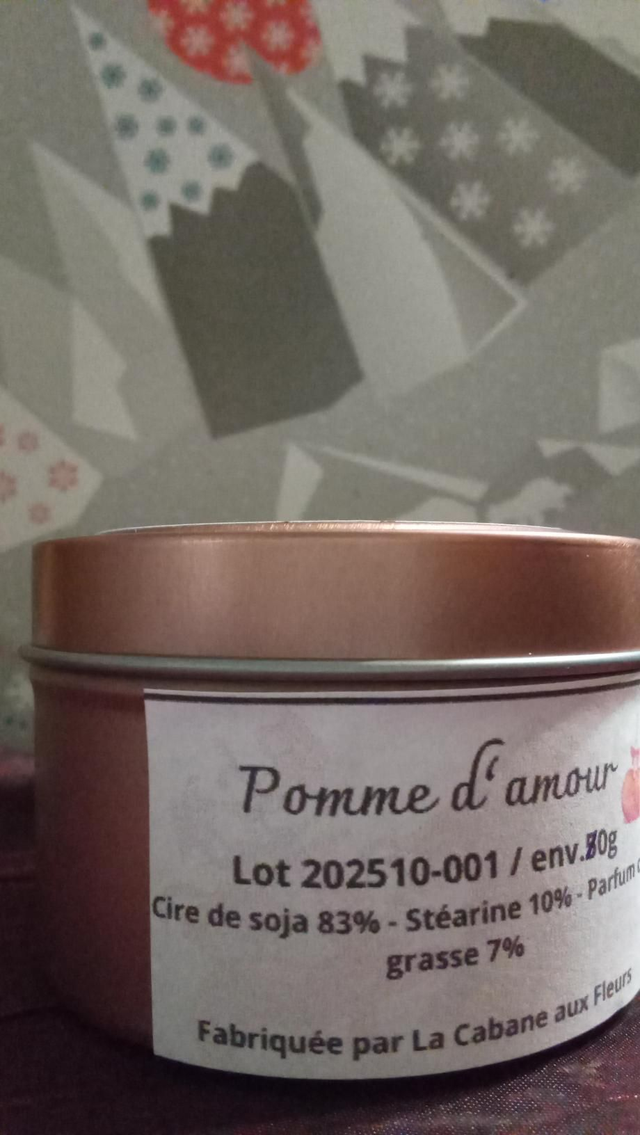 Pomme d'amour
Lot 202510-001 / env.
Cire de soja 83% - Stéarine 10% - Parfum
grasse 7%
Fabriquée par La Cabane aux Fleurs